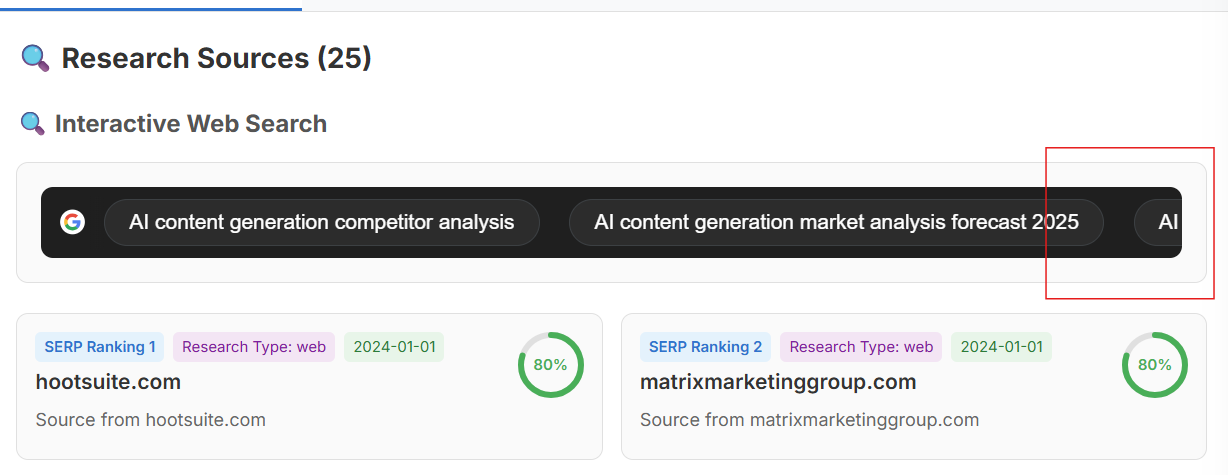 Research Sources (25)
Interactive Web Search
AI content generation competitor analysis
AI content generation market analysis forecast 2025
AI
SERP Ranking 1
Research Type: web
2024-01-01
80%
hootsuite.com
Source from hootsuite.com
SERP Ranking 2
Research Type: web
2024-01-01
80%
matrixmarketinggroup.com
Source from matrixmarketinggroup.com